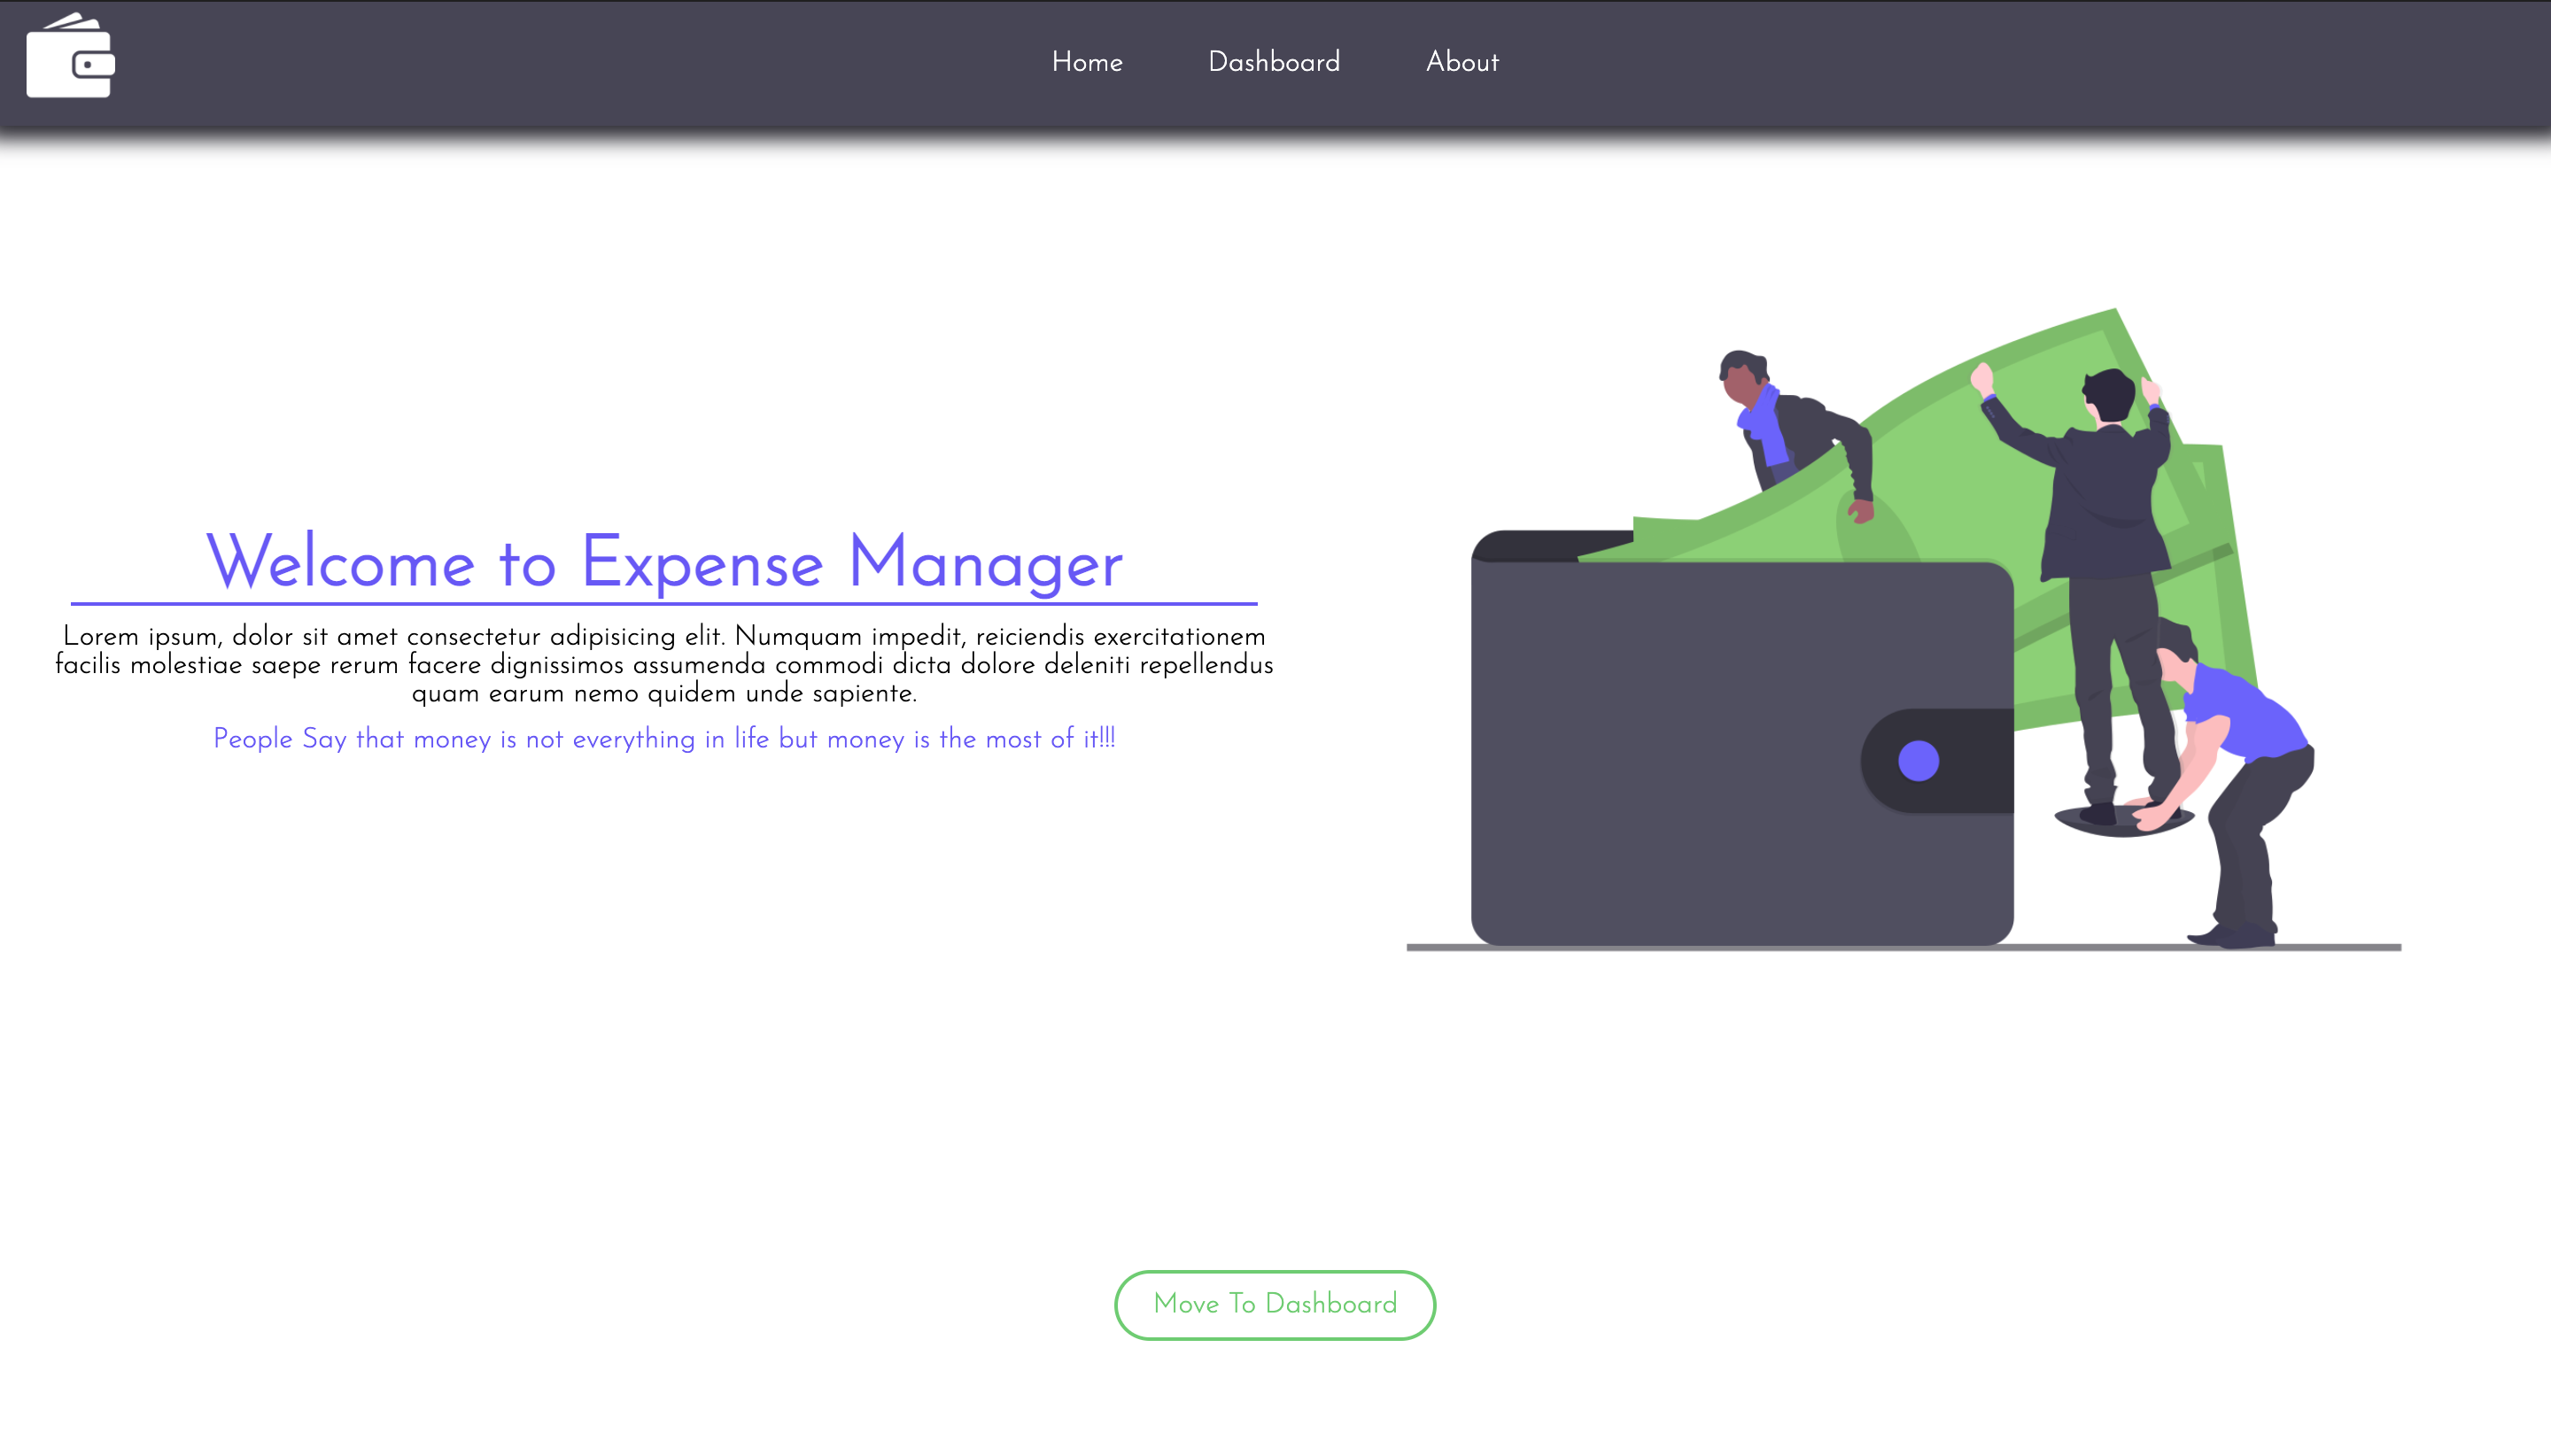 Home Dashboard About
Welcome to Expense Manager
Lorem ipsum, dolor sit amet consectetur adipisicing elit. Numquam impedit, reiciendis exercitationem
facilis molestiae saepe rerum facere dignissimos assumenda commodi dicta dolore deleniti repellendus
quam earum nemo quidem unde sapiente.
People Say that money is not everything in life but money is the most of it!!!
Move To Dashboard